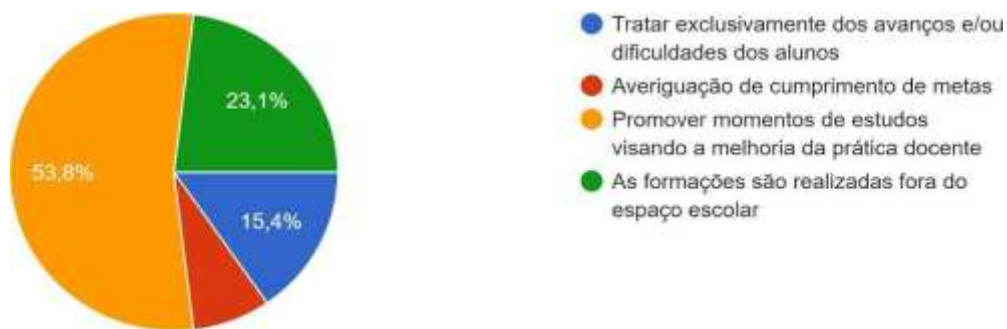 23,1%
53,8%
15,4%
Tratar exclusivamente dos avanços e/ou
dificuldades dos alunos
Averiguação de cumprimento de metas
Promover momentos de estudos
visando a melhoria da prática docente
As formações são realizadas fora do
espaço escolar